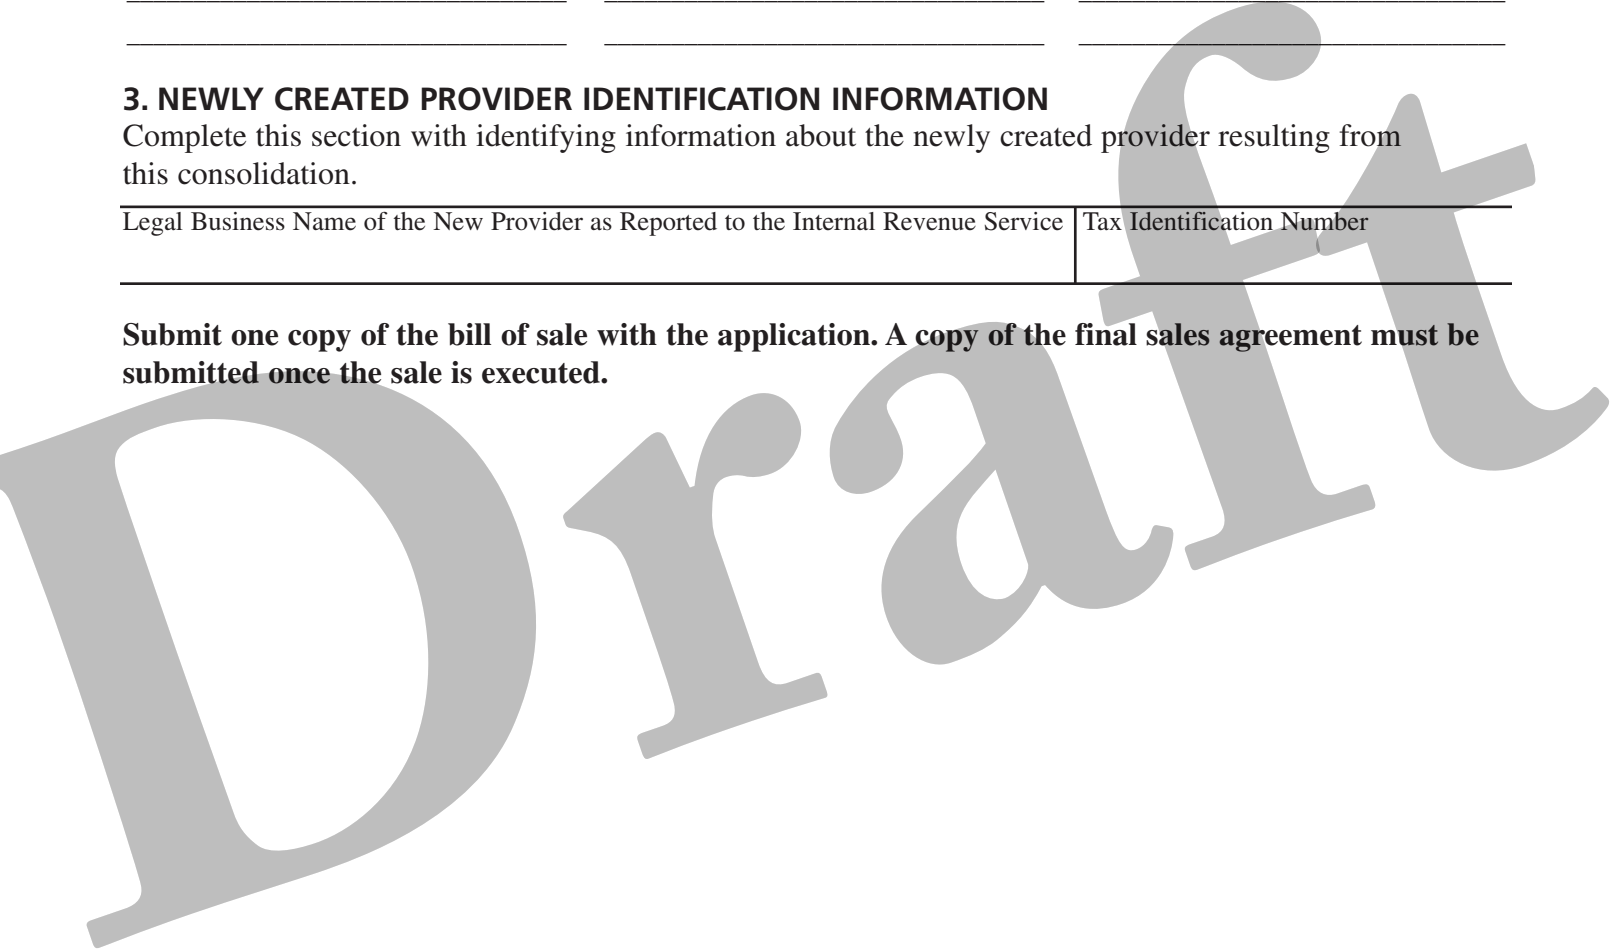 3. NEWLY CREATED PROVIDER IDENTIFICATION INFORMATION
Complete this section with identifying information about the newly created provider resulting from
this consolidation.
Legal Business Name of the New Provider as Reported to the Internal Revenue Service
Tax Identification Number
Submit one copy of the bill of sale with the application. A copy of the final sales agreement must be
submitted once the sale is executed.
Draft